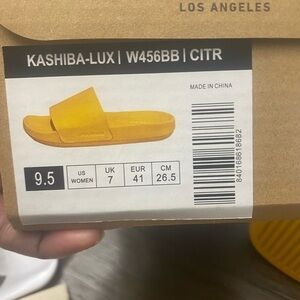 LOS ANGELES
KASHIBA-LUX | W456BB | CITR
MADE IN CHINA
9.5
US WOMEN
UK 7
EUR 41
CM 26.5
840168618682